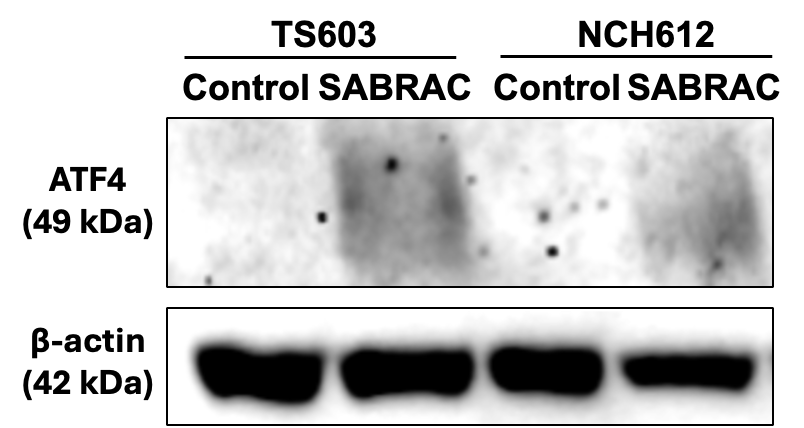 TS603 NCH612
Control SABRAC Control SABRAC
ATF4
(49 kDa)
β-actin
(42 kDa)